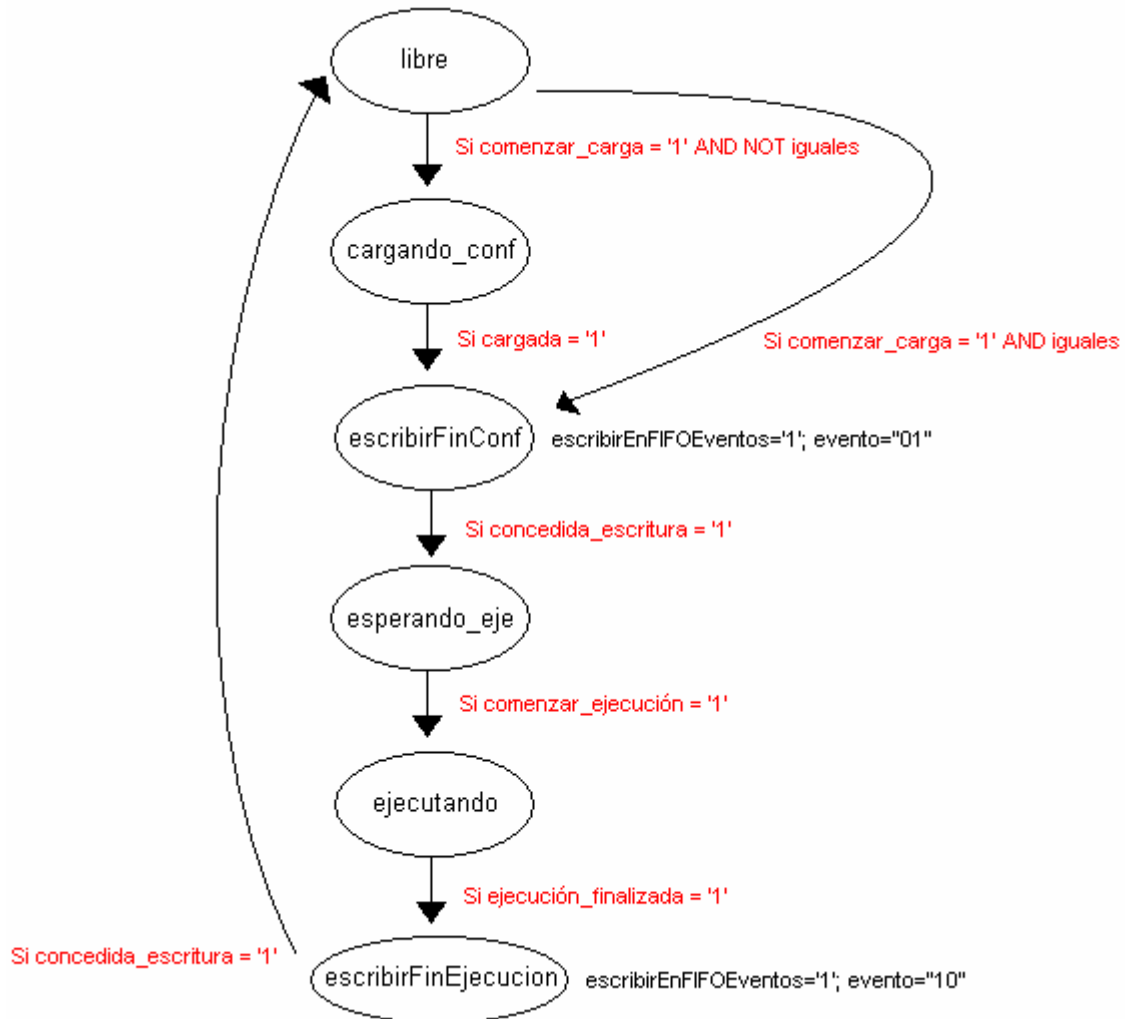 libre
Si comenzar_carga = '1' AND NOT iguales
cargando_conf
Si cargada = '1'
Si comenzar_carga = '1' AND iguales
escribirFinConf
escribirEnFIFOEventos='1'; evento="01"
Si concedida_escritura = '1'
esperando_eje
Si comenzar_ejecución = '1'
ejecutando
Si ejecución_finalizada = '1'
Si concedida_escritura = '1'
escribirFinEjecucion
escribirEnFIFOEventos='1'; evento="10"